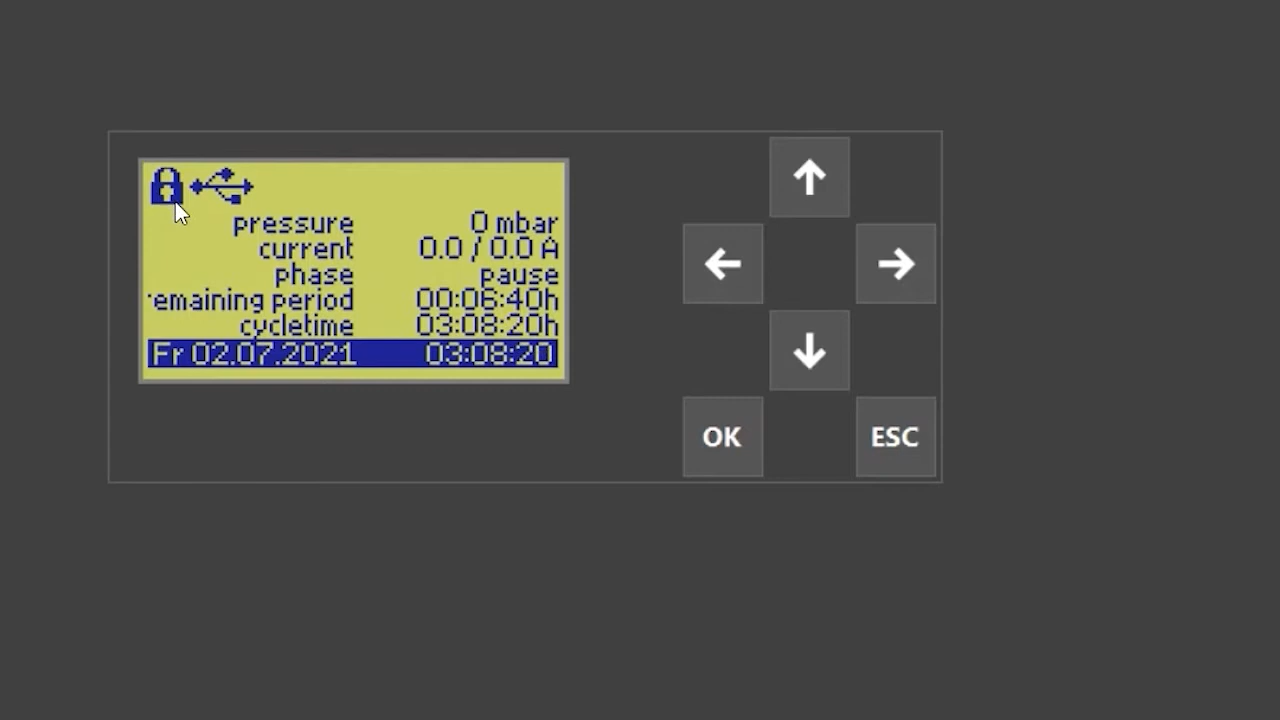 pressure 0 mbar
current 0.0 / 0.0 A
phase pause
emaining period 00:06:40h
cycletime 03:08:20h
Fr 02.07.2021 03:08:20
OK ESC